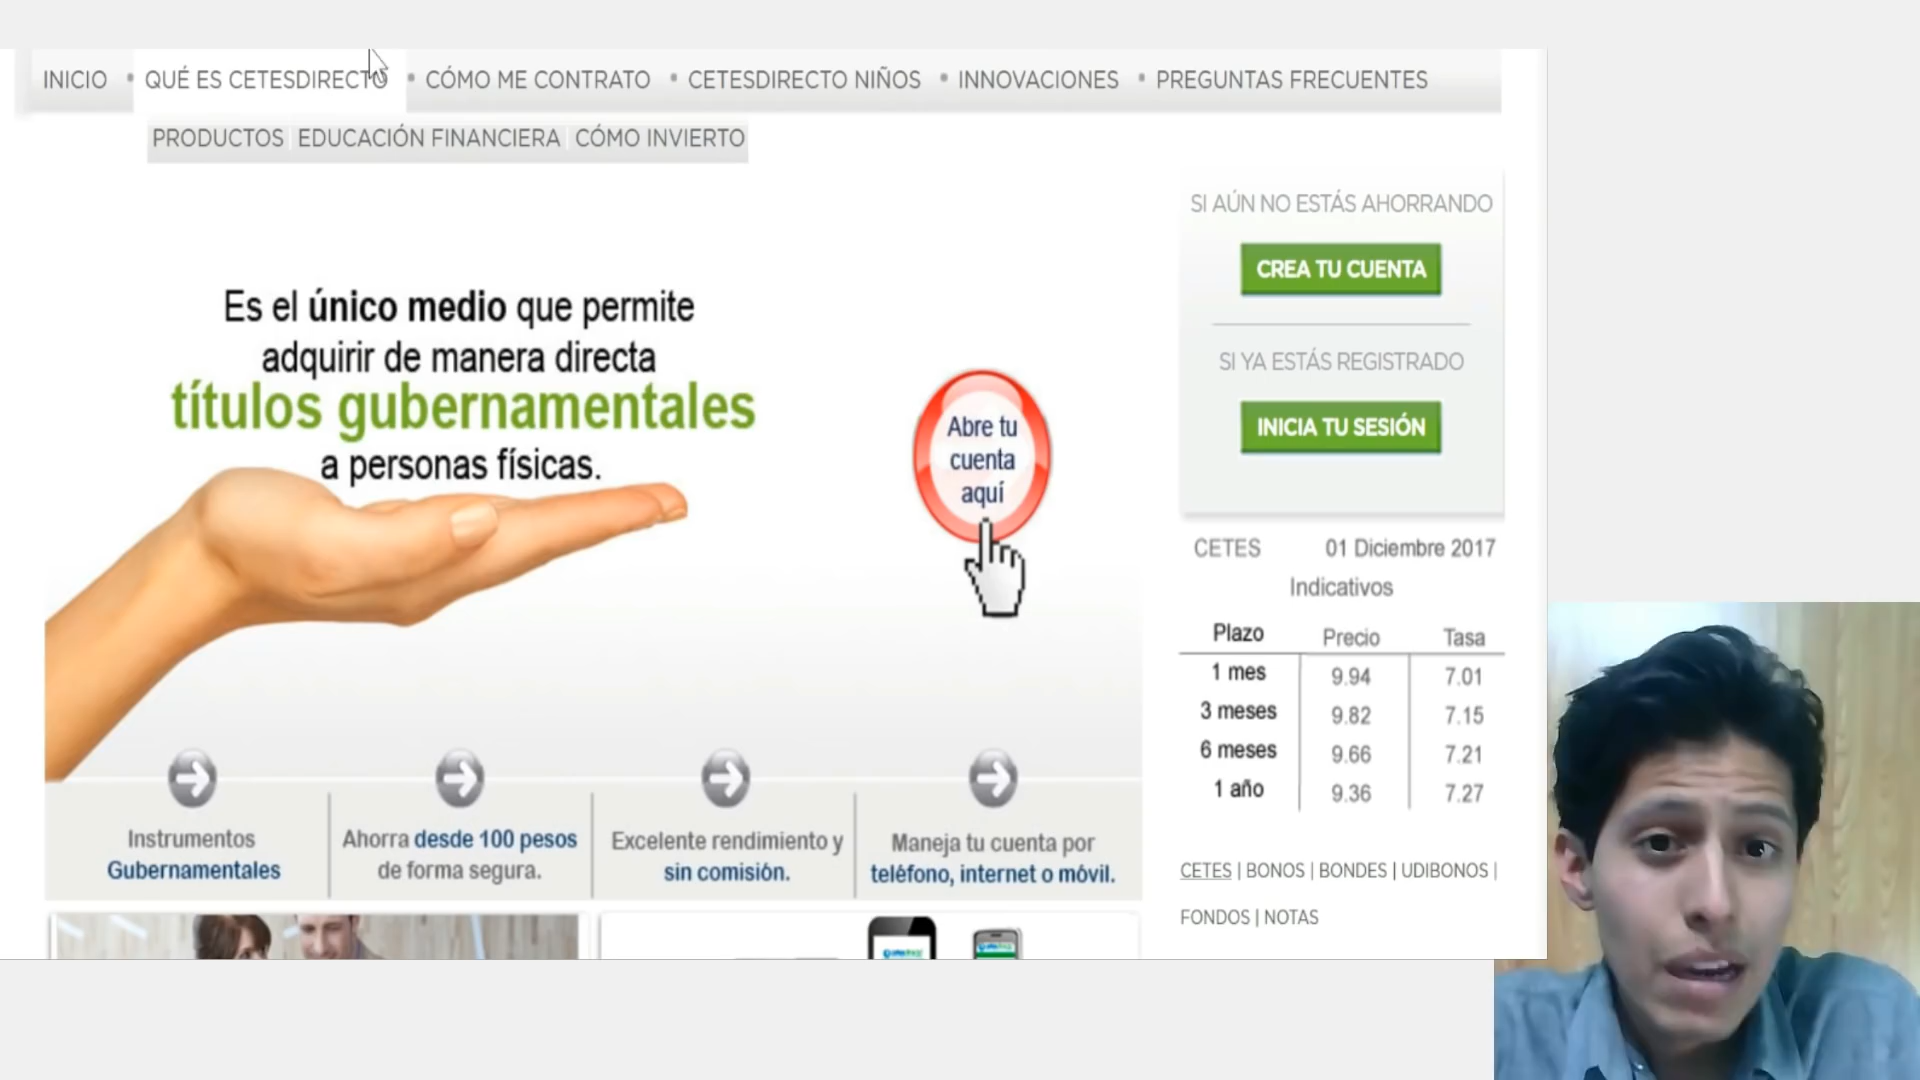 INICIO • QUÉ ES CETESDIRECTO • CÓMO ME CONTRATO • CETESDIRECTO NIÑOS • INNOVACIONES • PREGUNTAS FRECUENTES
PRODUCTOS EDUCACIÓN FINANCIERA CÓMO INVIERTO
Es el único medio que permite
adquirir de manera directa
títulos gubernamentales
a personas físicas.
Abre tu
cuenta
aquí
Instrumentos
Gubernamentales
Ahorra desde 100 pesos
de forma segura.
Excelente rendimiento y
sin comisión.
Maneja tu cuenta por
teléfono, internet o móvil.
SI AÚN NO ESTÁS AHORRANDO
CREA TU CUENTA
SI YA ESTÁS REGISTRADO
INICIA TU SESIÓN
CETES 01 Diciembre 2017
Indicativos
Plazo Precio Tasa
1 mes 9.94 7.01
3 meses 9.82 7.15
6 meses 9.66 7.21
1 año 9.36 7.27
CETES | BONOS | BONDES | UDIBONOS |
FONDOS | NOTAS